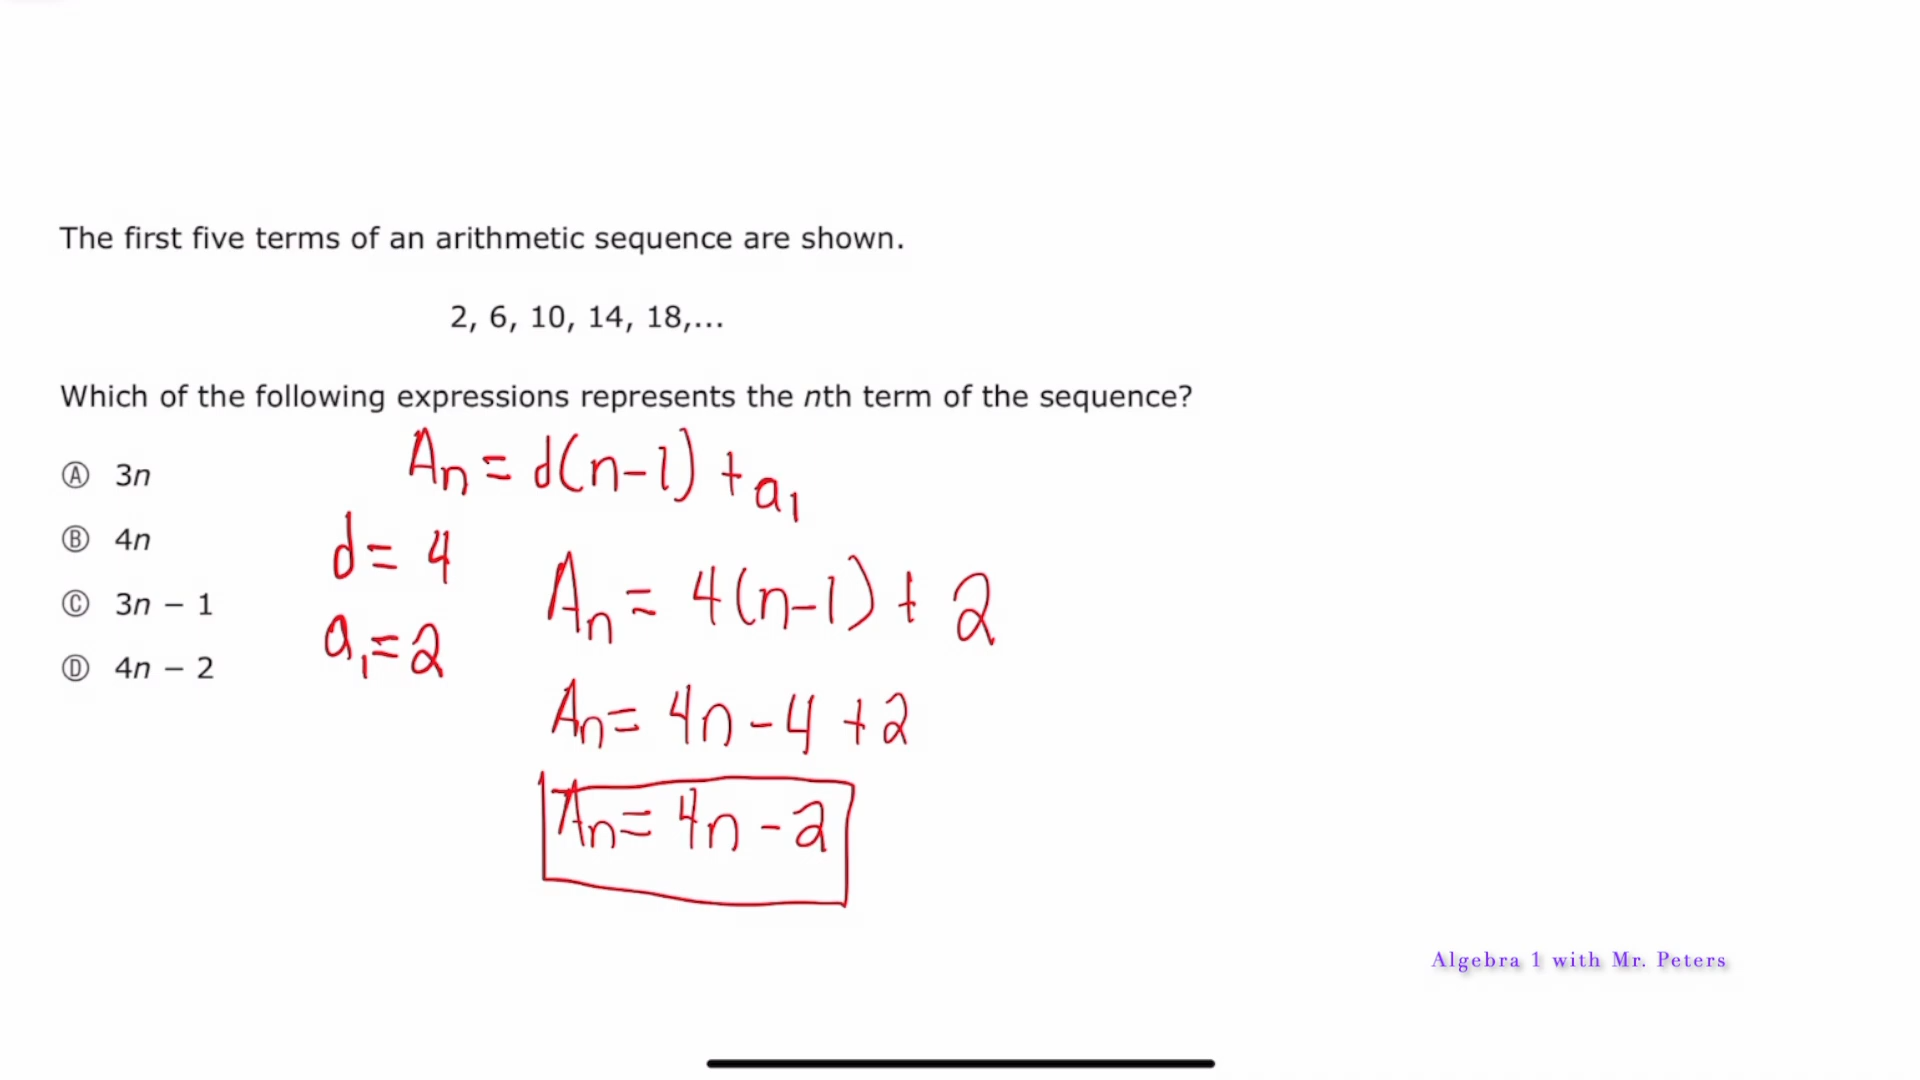 The first five terms of an arithmetic sequence are shown.
2, 6, 10, 14, 18,...
Which of the following expressions represents the nth term of the sequence?
An = d(n-1) + a1
Ⓐ 3n
Ⓑ 4n
Ⓒ 3n − 1
Ⓓ 4n − 2
d = 4
a1 = 2
An = 4(n-1) + 2
An = 4n - 4 + 2
An = 4n - 2
Algebra 1 with Mr. Peters